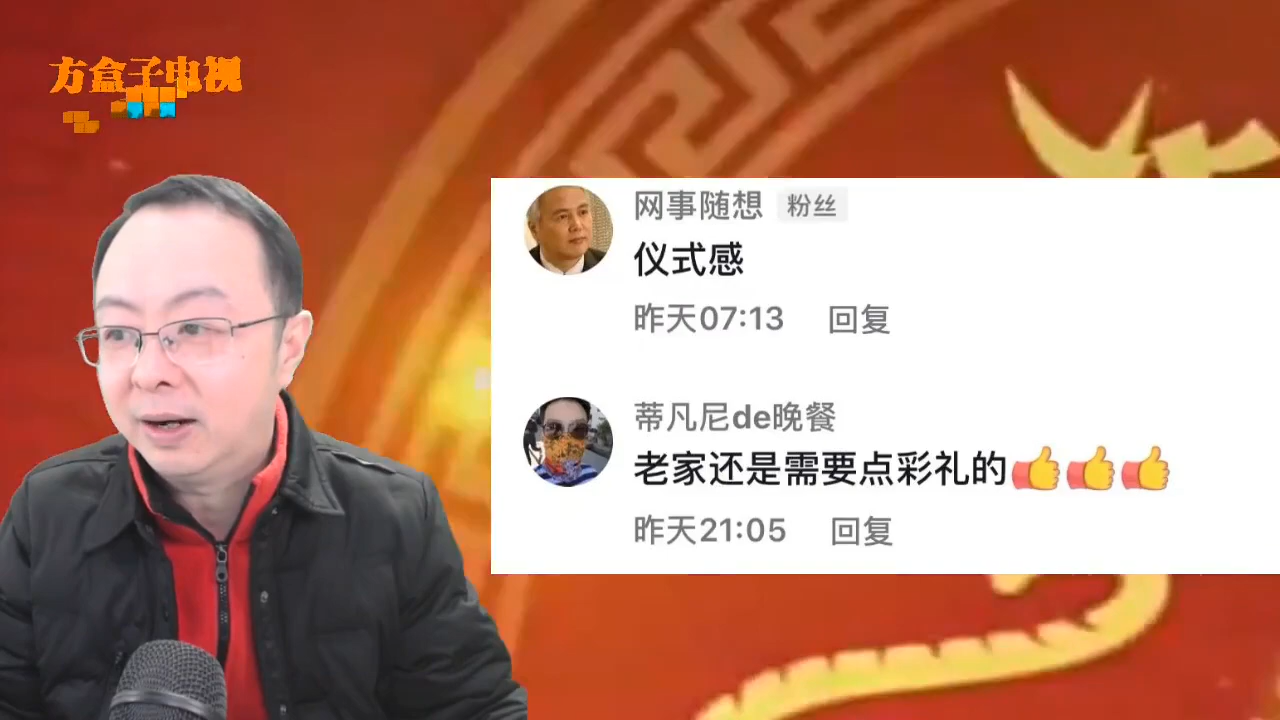 方盒子电视
网事随想 粉丝
仪式感
昨天07:13 回复
蒂凡尼de晚餐
老家还是需要点彩礼的👍👍👍
昨天21:05 回复